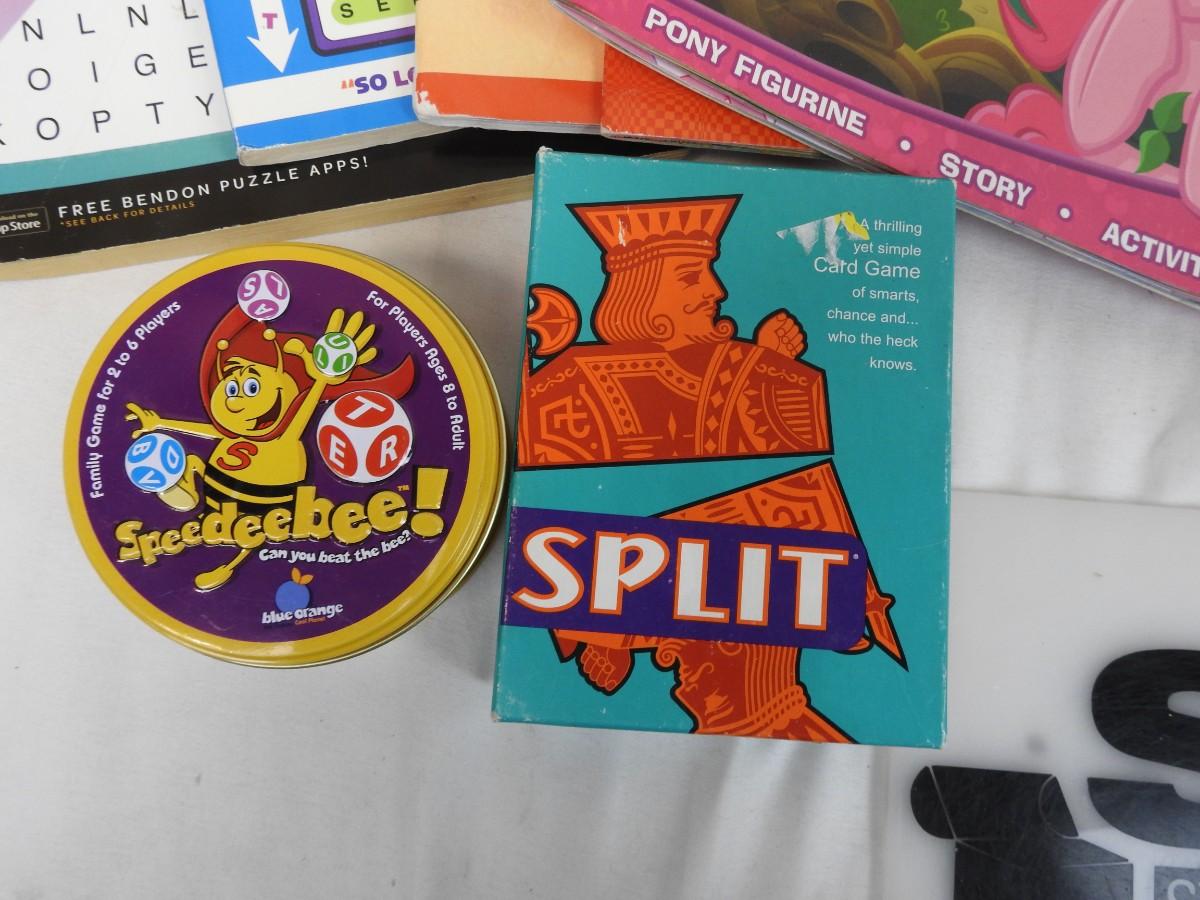 N L N L
O I G E
K O P T Y
T
S E
"SO LO
FREE BENDON PUZZLE APPS!
*SEE BACK FOR DETAILS
PONY FIGURINE • STORY • ACTIVIT
Family Game for 2 to 6 Players
For Players Ages 8 to Adult
L S A
U L I
T E R
D V B
S
Speedeebee!™
Can you beat the bee?
blue orange
A thrilling
yet simple
Card Game
of smarts,
chance and...
who the heck
knows.
SPLIT
S